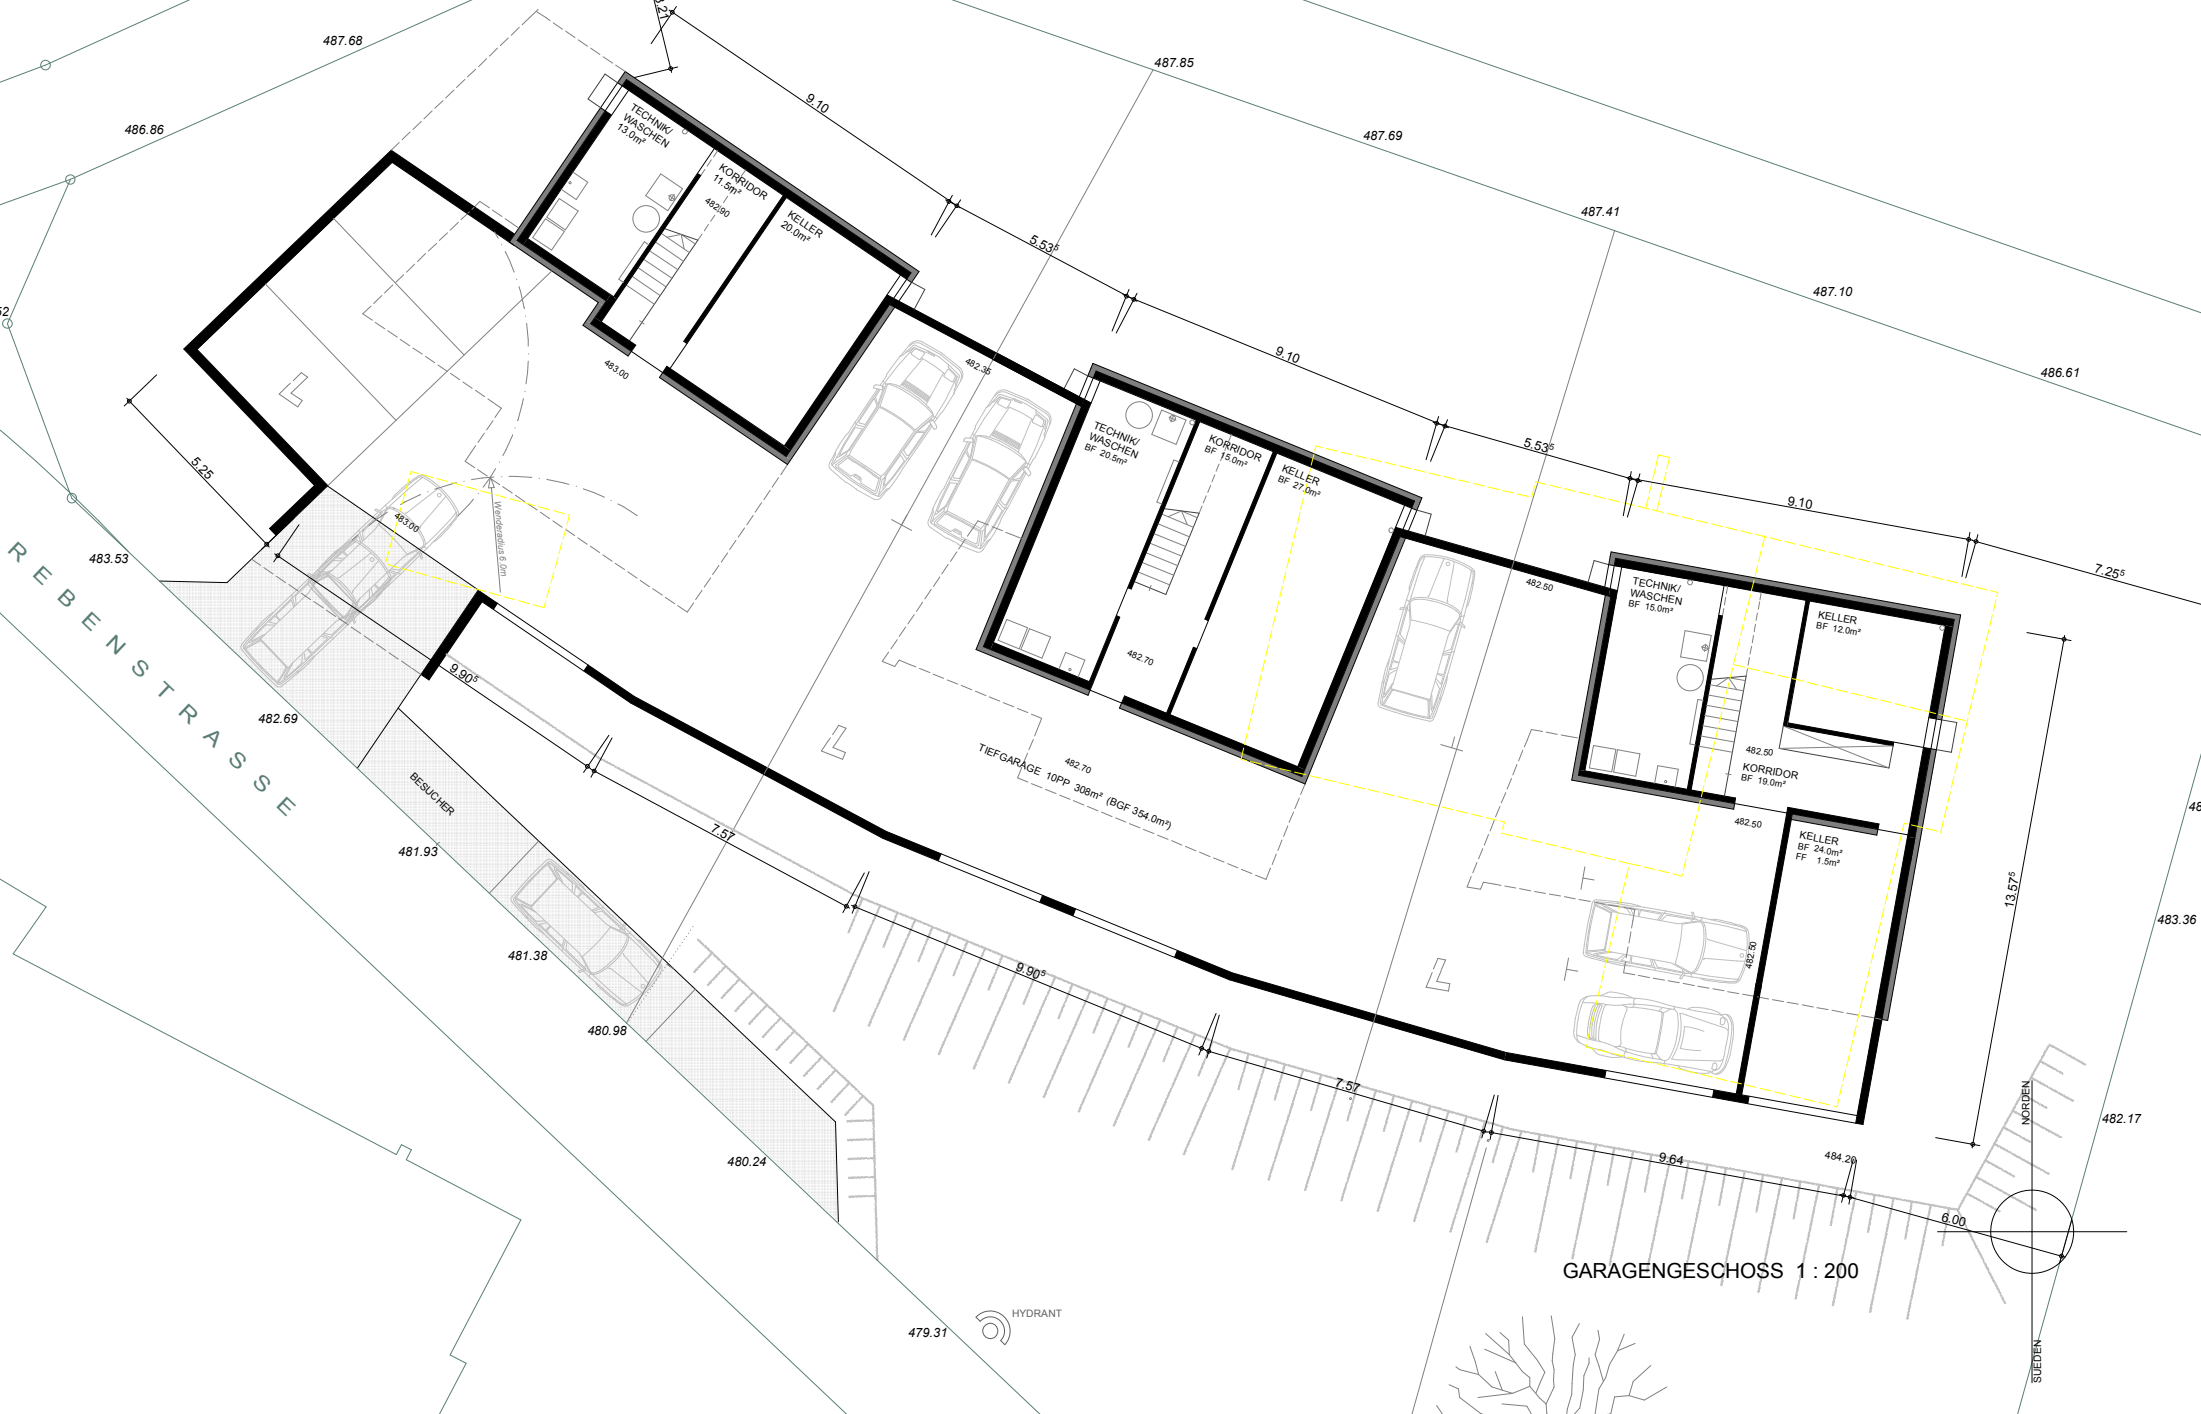 3.21
487.68
487.85
9.10
486.86
487.69
TECHNIK/
WASCHEN
13.0m²
KORRIDOR
11.5m²
482.90
KELLER
20.0m²
487.41
5.53⁵
487.10
483.00
482.35
9.10
486.61
5.25
TECHNIK/
WASCHEN
BF 20.5m²
KORRIDOR
BF 15.0m²
KELLER
BF 27.0m²
5.53⁵
9.10
483.00
Wenderadius 6.0m
483.53
482.50
7.25⁵
TECHNIK/
WASCHEN
BF 15.0m²
KELLER
BF 12.0m²
REBENSTRASSE
9.90⁵
482.70
482.69
482.50
KORRIDOR
BF 19.0m²
TIEFGARAGE 10PP 308m² (BGF 354.0m²)
482.70
BESUCHER
7.57
482.50
KELLER
BF 24.0m²
FF 1.5m²
481.93
13.57⁵
483.36
481.38
9.90⁵
482.50
480.98
7.57
NORDEN
482.17
480.24
9.64
484.20
6.00
GARAGENGESCHOSS 1 : 200
HYDRANT
479.31
SUEDEN